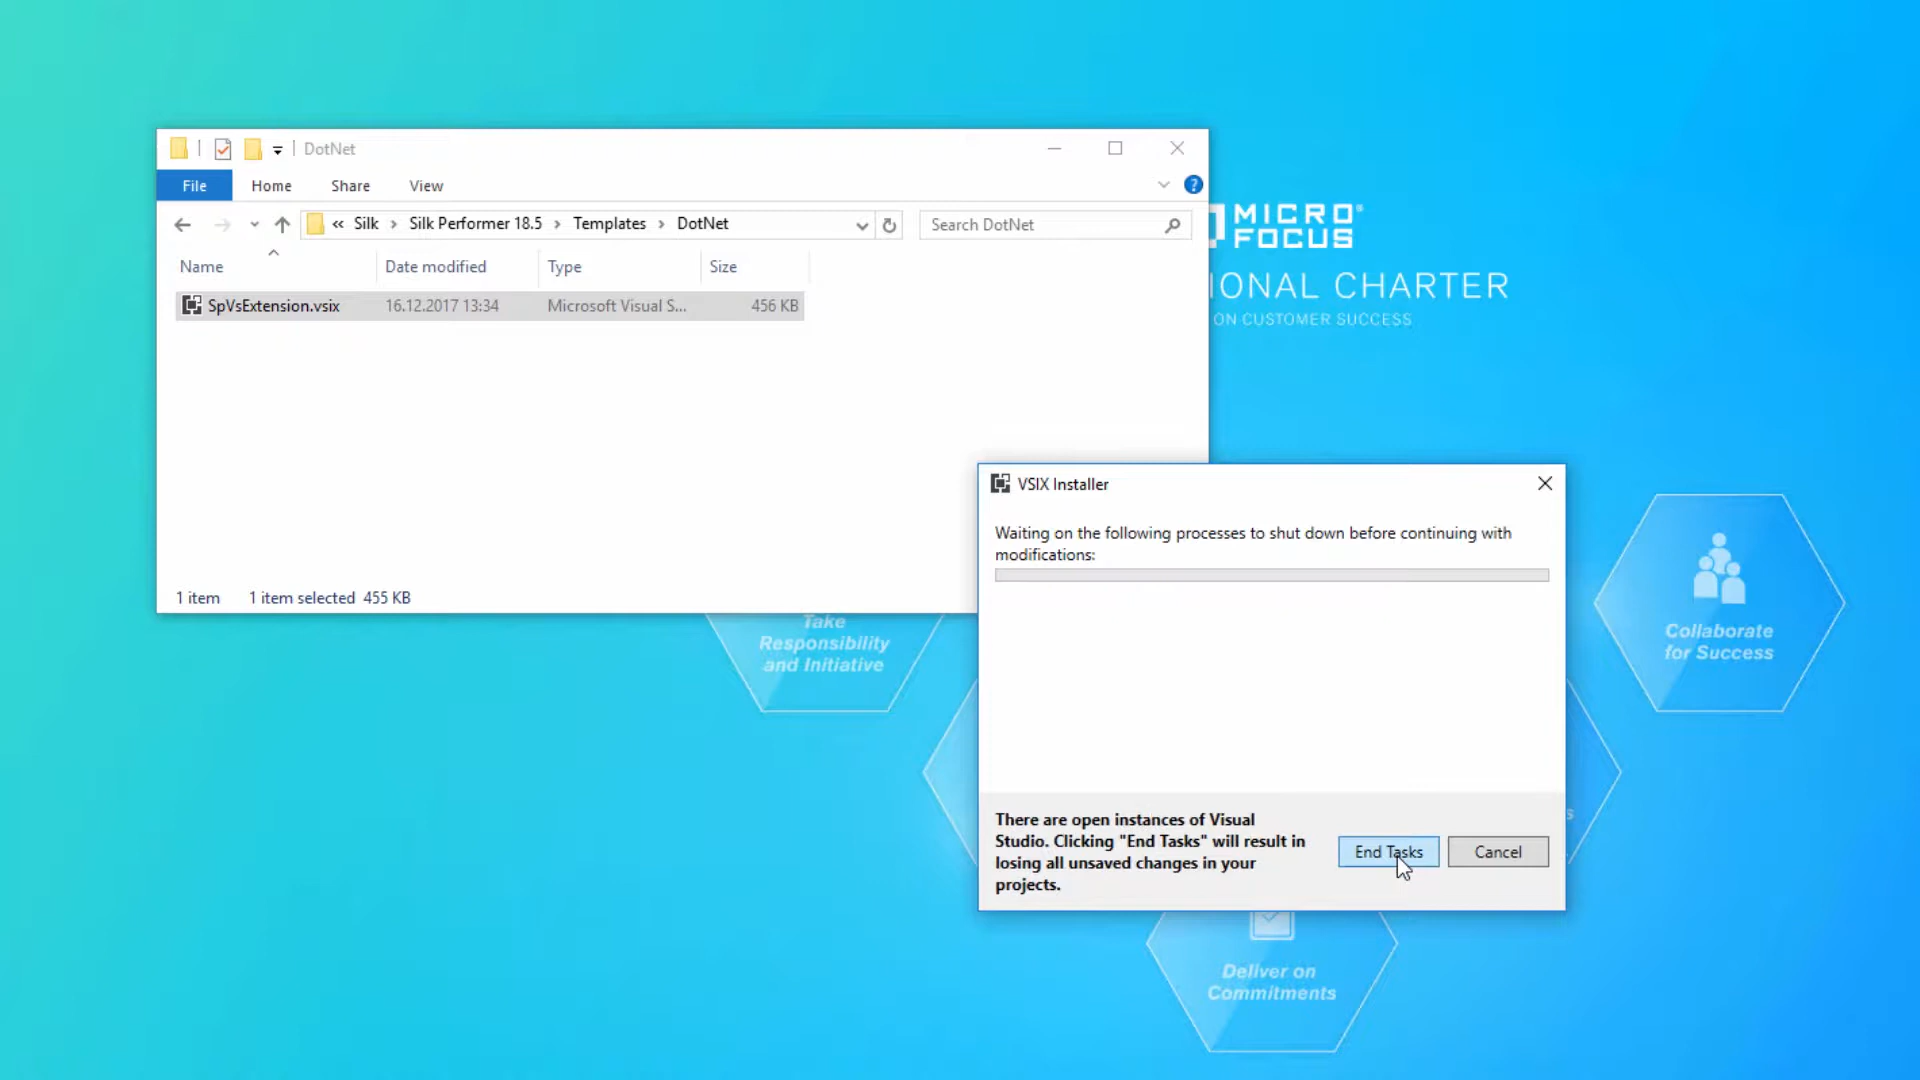 DotNet
File Home Share View
« Silk > Silk Performer 18.5 > Templates > DotNet
Search DotNet
Name Date modified Type Size
SpVsExtension.vsix 16.12.2017 13:34 Microsoft Visual S... 456 KB
1 item 1 item selected 455 KB
MICRO
FOCUS
IONAL CHARTER
ON CUSTOMER SUCCESS
VSIX Installer
Waiting on the following processes to shut down before continuing with
modifications:
There are open instances of Visual
Studio. Clicking "End Tasks" will result in
losing all unsaved changes in your
projects.
End Tasks
Cancel
Take
Responsibility
and Initiative
Collaborate
for Success
Deliver on
Commitments